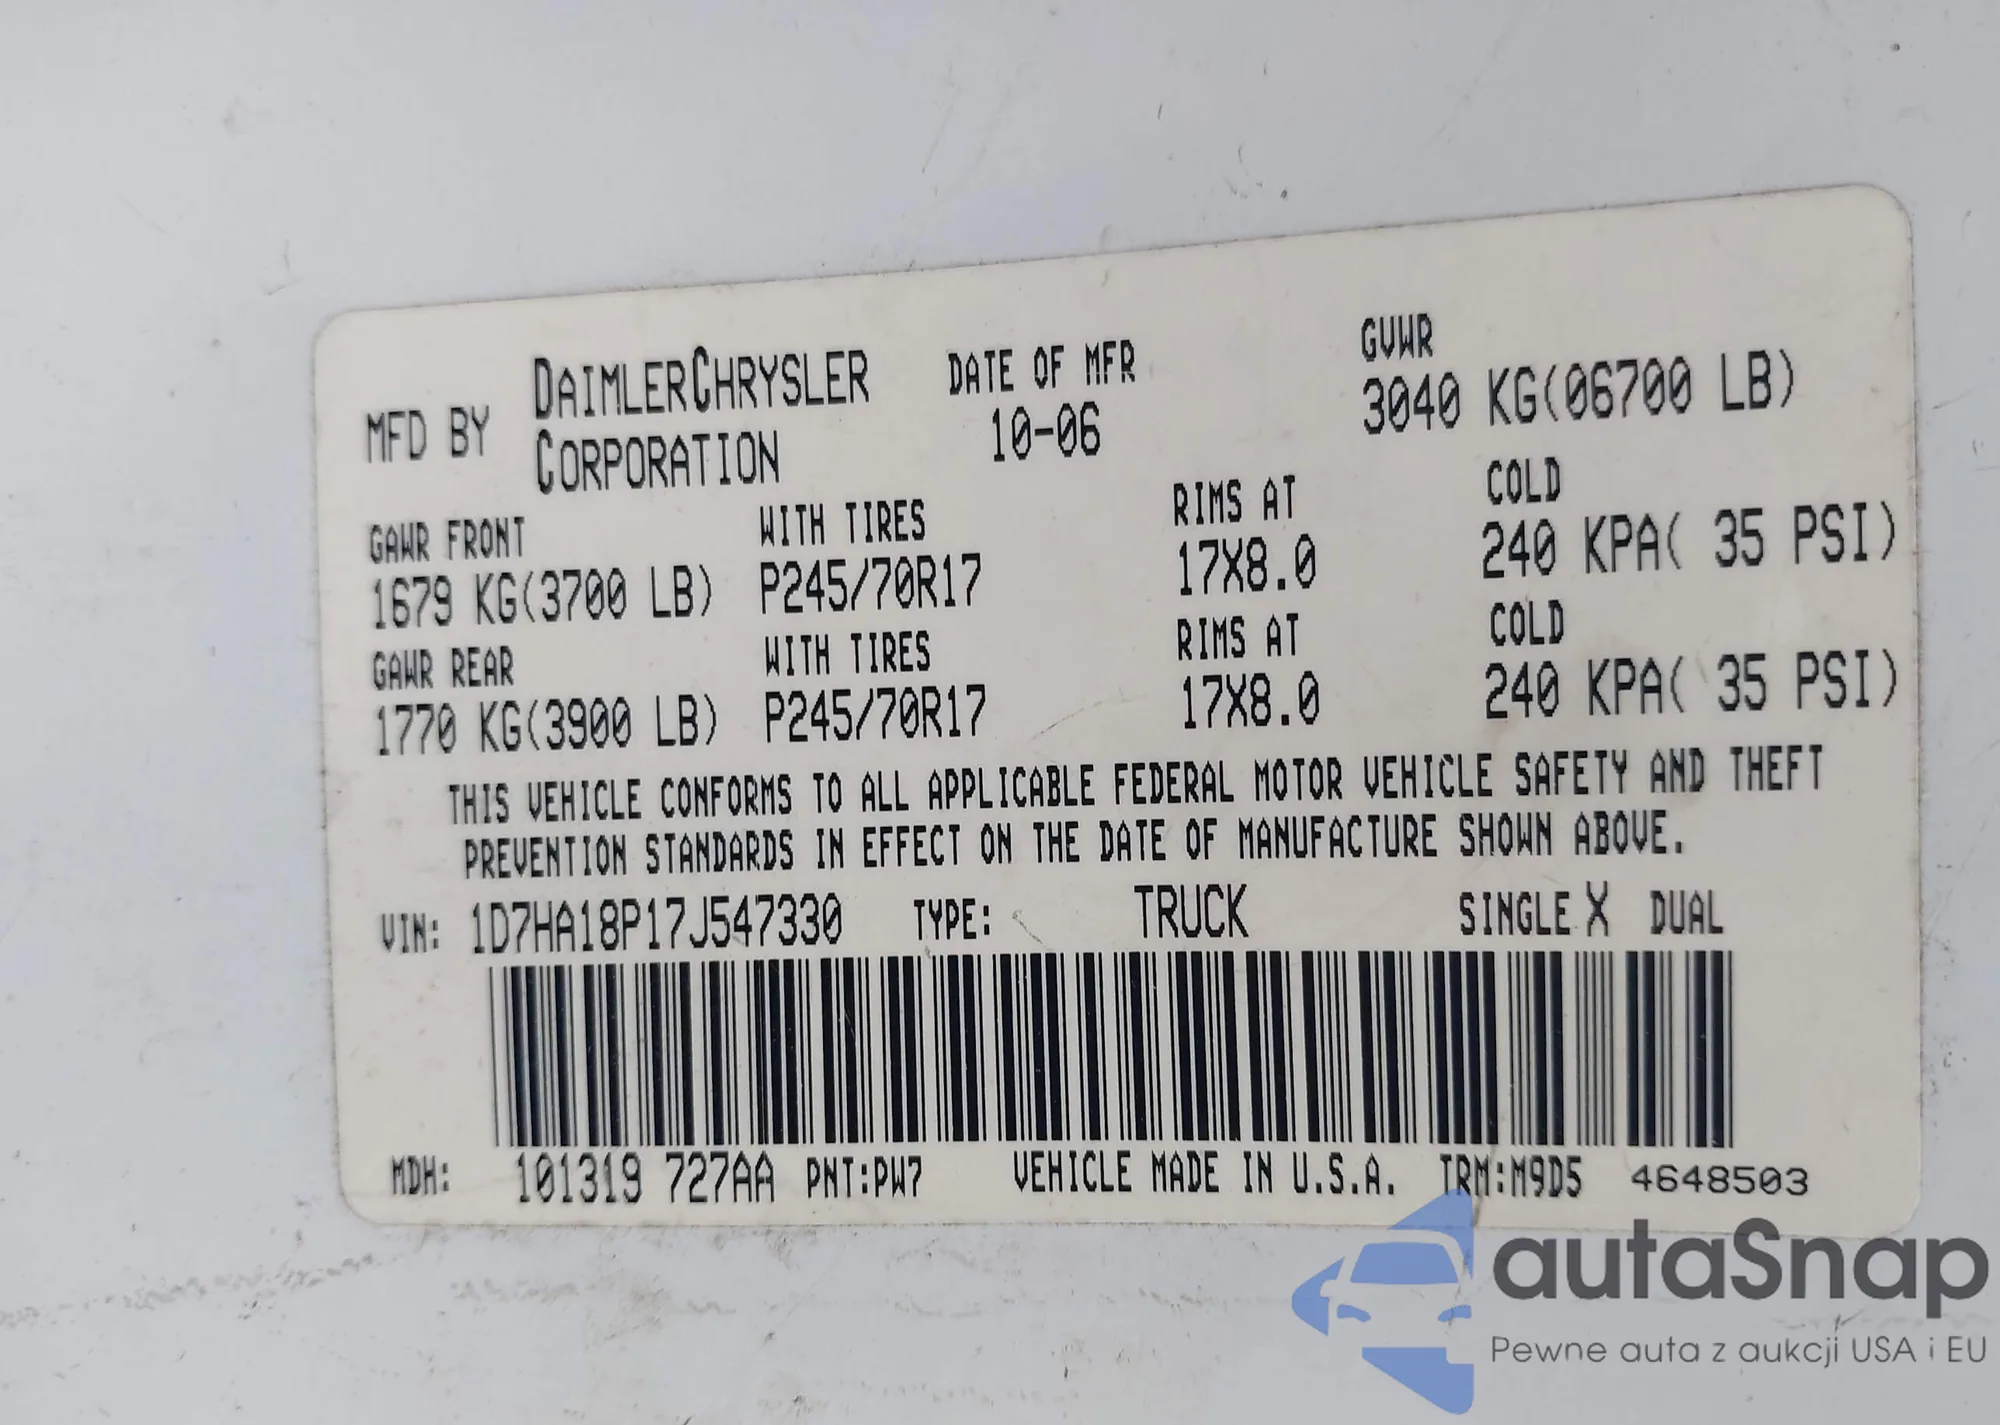 MFD BY DAIMLERCHRYSLER CORPORATION
DATE OF MFR
10-06
GVWR
3040 KG(06700 LB)
GAWR FRONT WITH TIRES RIMS AT COLD
1679 KG(3700 LB) P245/70R17 17X8.0 240 KPA( 35 PSI)
GAWR REAR WITH TIRES RIMS AT COLD
1770 KG(3900 LB) P245/70R17 17X8.0 240 KPA( 35 PSI)
THIS VEHICLE CONFORMS TO ALL APPLICABLE FEDERAL MOTOR VEHICLE SAFETY AND THEFT
PREVENTION STANDARDS IN EFFECT ON THE DATE OF MANUFACTURE SHOWN ABOVE.
VIN: 1D7HA18P17J547330 TYPE: TRUCK SINGLE X DUAL
MDH: 101319 727AA PNT:PW7 VEHICLE MADE IN U.S.A. TRM:M9D5 4648503
autaSnap
Pewne auta z aukcji USA i EU